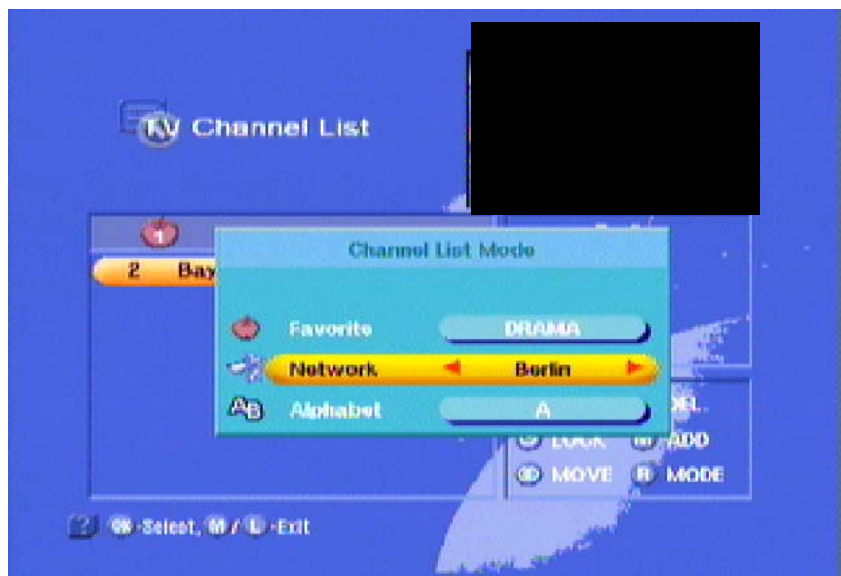 TV Channel List
1
Channel List Mode
2 Bay
Favorite DRAMA
Network Berlin
Alphabet A
DEL
LOCK M ADD
MOVE R MODE
? OK -Select, M / L -Exit